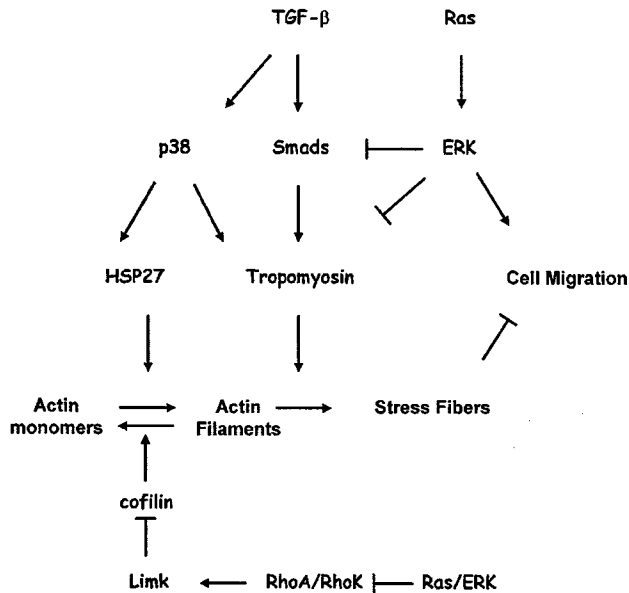 TGF-β Ras
p38 Smads ERK
HSP27 Tropomyosin Cell Migration
Actin Actin Stress Fibers
monomers Filaments
cofilin
Limk RhoA/RhoK Ras/ERK